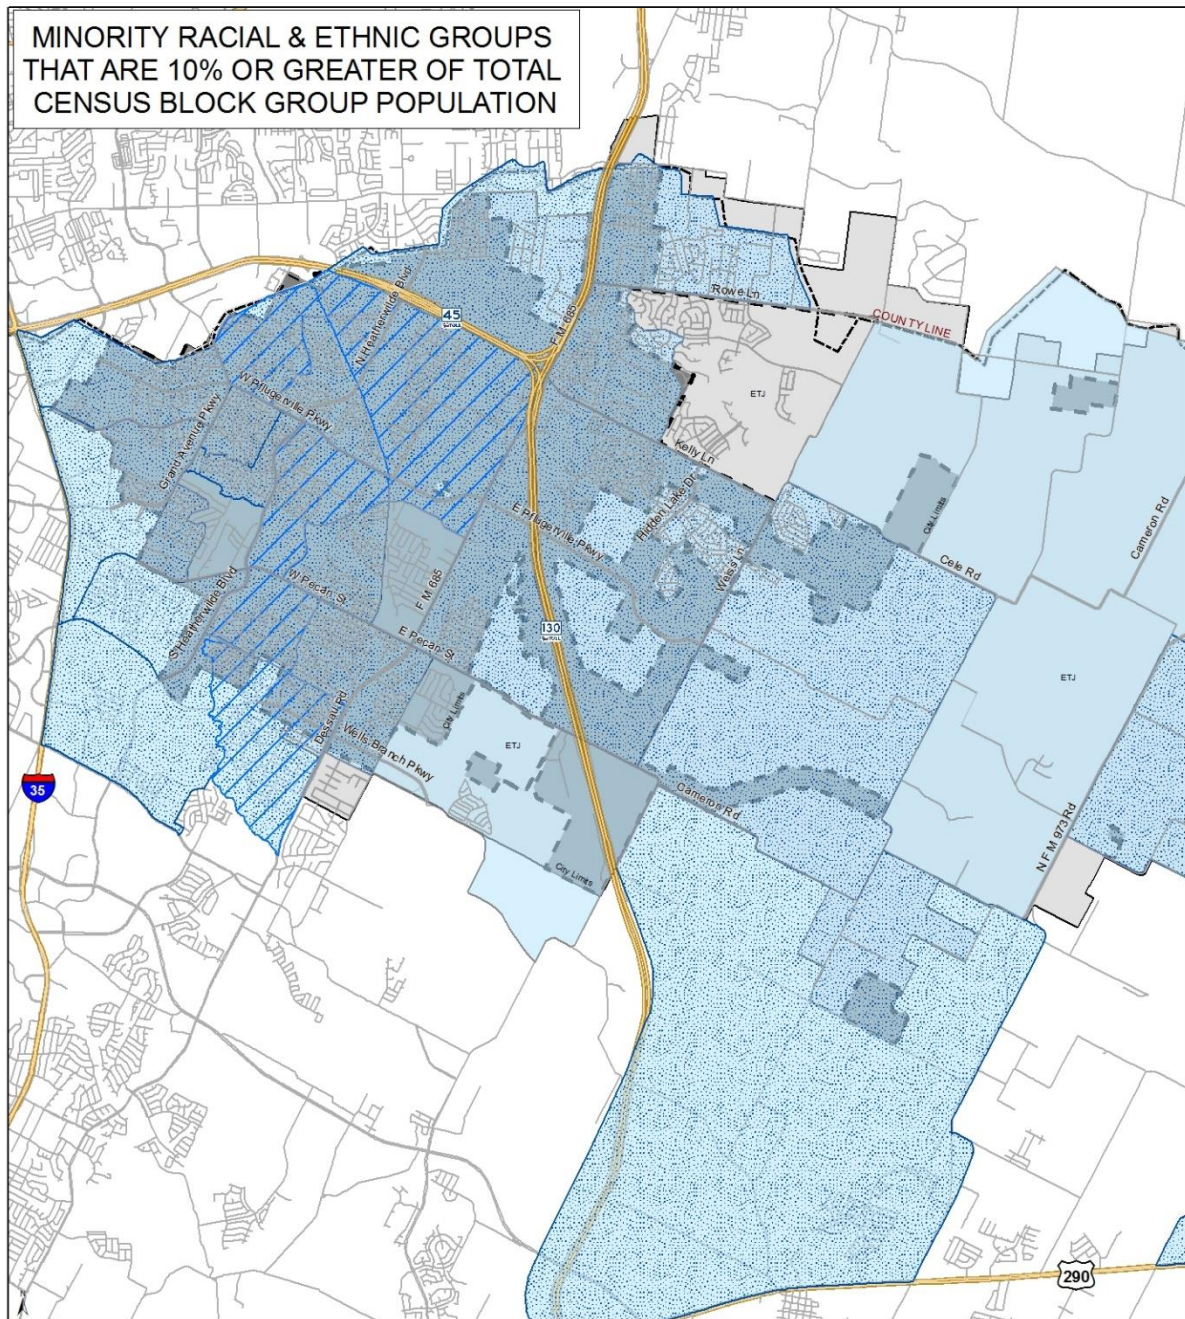 MINORITY RACIAL & ETHNIC GROUPS
THAT ARE 10% OR GREATER OF TOTAL
CENSUS BLOCK GROUP POPULATION
Rowe Ln
COUNTY LINE
45
F M 685
N Heatherwilde Blvd
W Pflugerville Pkwy
Grand Avenue Pkwy
ETJ
Kelly Ln
City Limits
Cameron Rd
Hidden Lake Dr
E Pflugerville Pkwy
Weiss Ln
Cele Rd
S Heatherwilde Blvd
W Pecan St
F M 685
E Pecan St
130
ETJ
City Limits
Dessau Rd
ETJ
Wells Branch Pkwy
35
Cameron Rd
N F M 973 Rd
City Limits
290